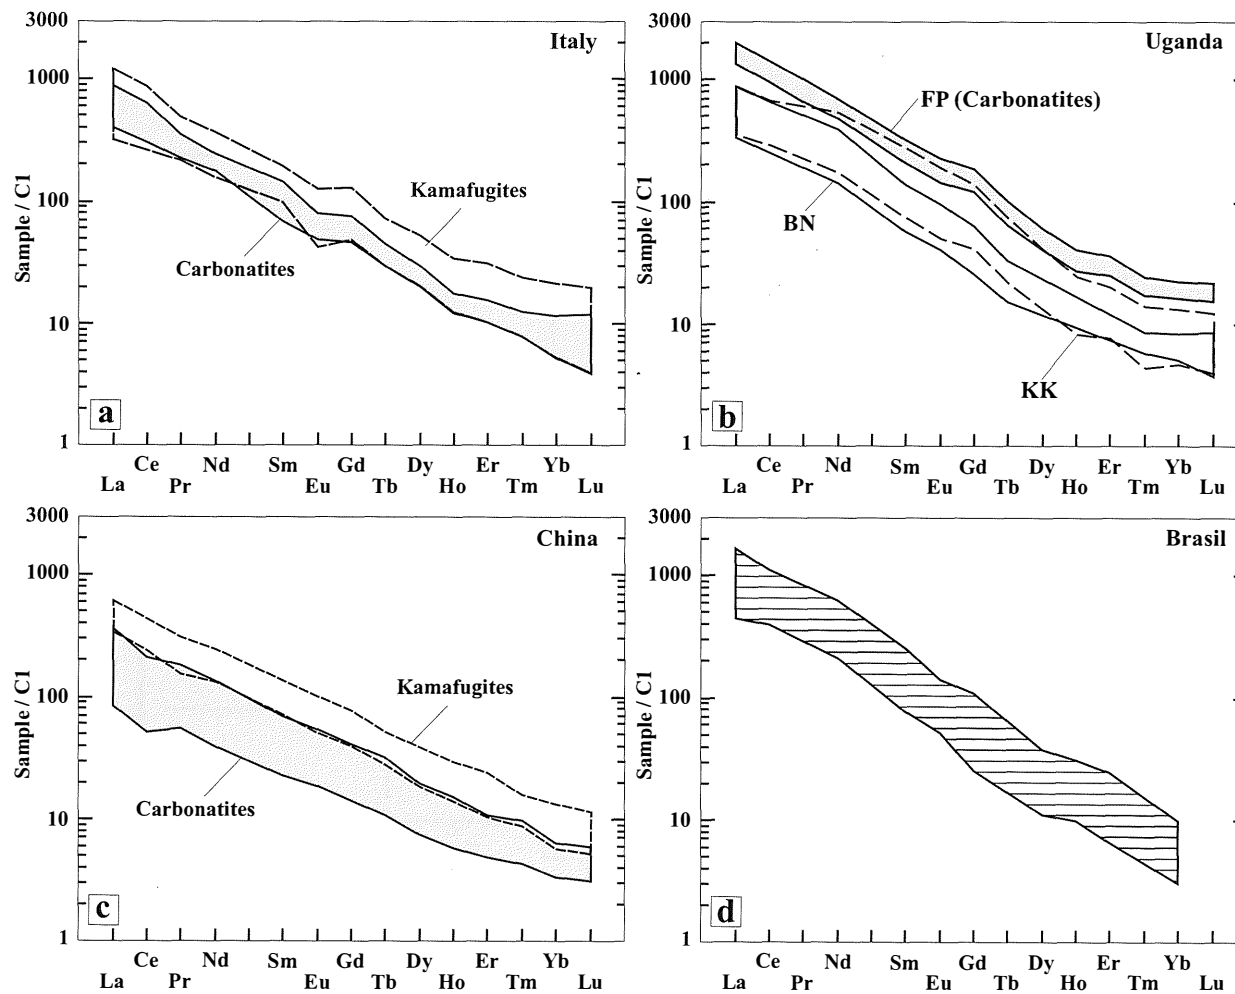 3000
1000
100
10
1
Sample / C1
Italy
Kamafugites
Carbonatites
a
Ce Nd Sm Gd Dy Er Yb
La Pr Eu Tb Ho Tm Lu
3000
1000
100
10
1
Sample / C1
Uganda
FP (Carbonatites)
BN
KK
b
Ce Nd Sm Gd Dy Er Yb
La Pr Eu Tb Ho Tm Lu
3000
1000
100
10
1
Sample / C1
China
Kamafugites
Carbonatites
c
Ce Nd Sm Gd Dy Er Yb
La Pr Eu Tb Ho Tm Lu
3000
1000
100
10
1
Sample / C1
Brasil
d
Ce Nd Sm Gd Dy Er Yb
La Pr Eu Tb Ho Tm Lu